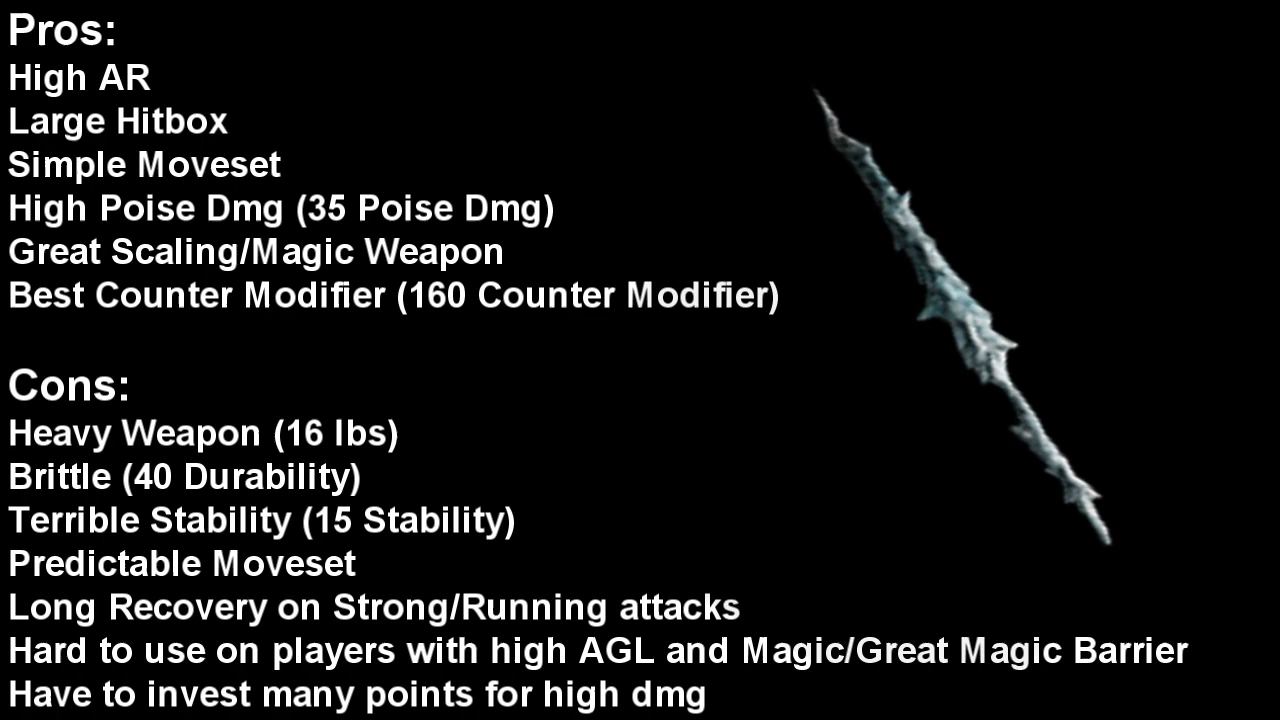 Pros:
High AR
Large Hitbox
Simple Moveset
High Poise Dmg (35 Poise Dmg)
Great Scaling/Magic Weapon
Best Counter Modifier (160 Counter Modifier)
Cons:
Heavy Weapon (16 lbs)
Brittle (40 Durability)
Terrible Stability (15 Stability)
Predictable Moveset
Long Recovery on Strong/Running attacks
Hard to use on players with high AGL and Magic/Great Magic Barrier
Have to invest many points for high dmg